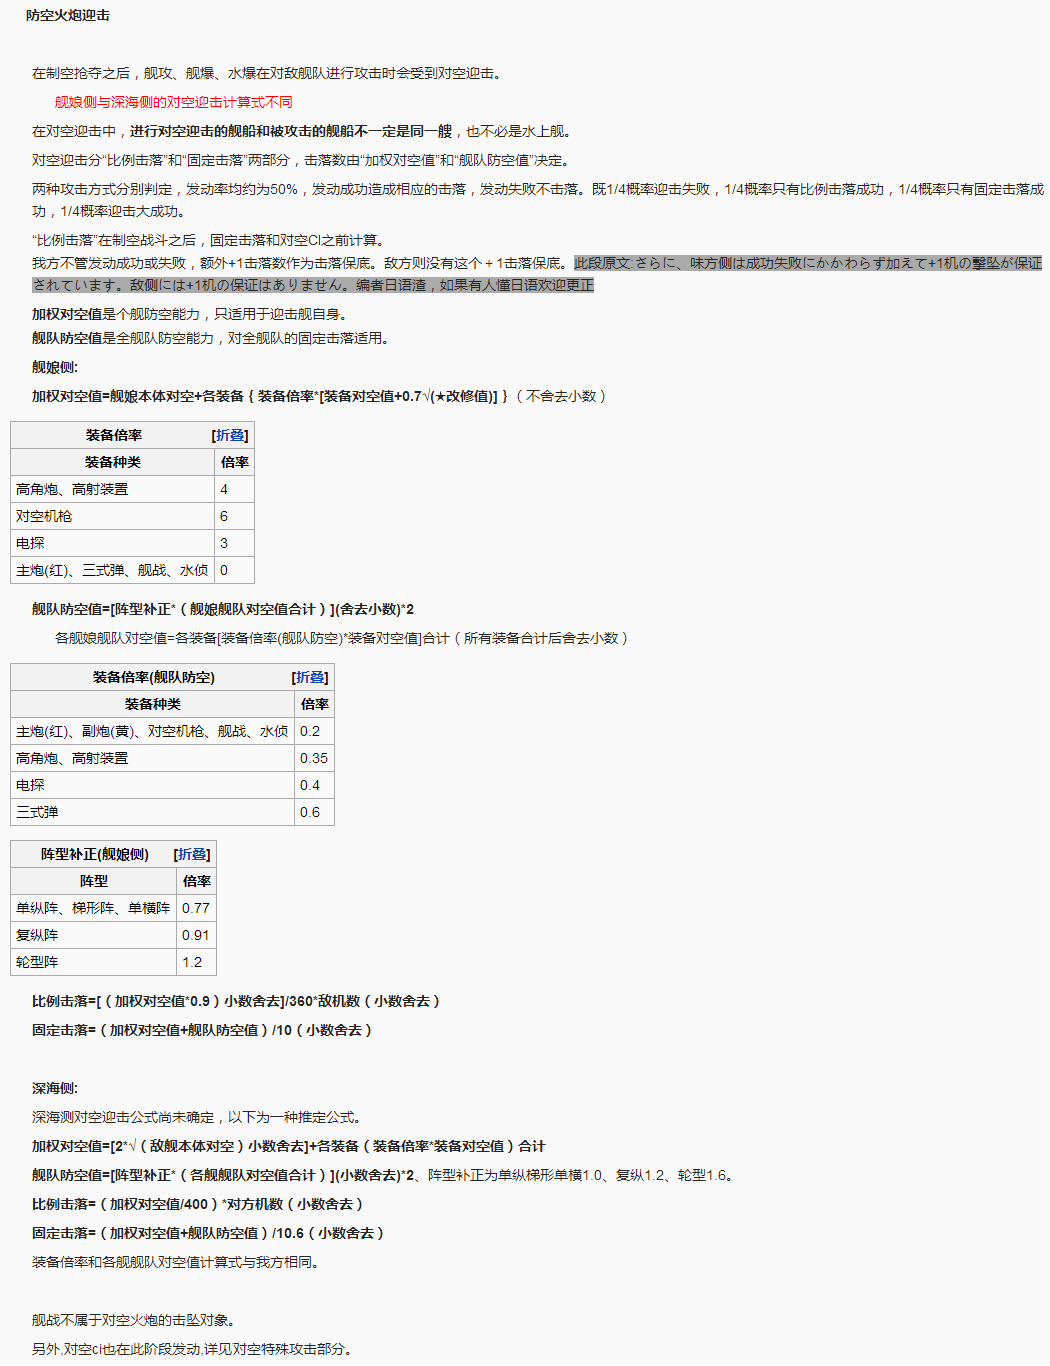 防空火炮迎击
在制空抢夺之后，舰攻、舰爆、水爆在对敌舰队进行攻击时会受到对空迎击。
舰娘侧与深海侧的对空迎击计算式不同
在对空迎击中，进行对空迎击的舰船和被攻击的舰船不一定是同一艘，也不必是水上舰。
对空迎击分“比例击落”和“固定击落”两部分，击落数由“加权对空值”和“舰队防空值”决定。
两种攻击方式分别判定，发动率均约为50%，发动成功造成相应的击落，发动失败不击落。既1/4概率迎击失败，1/4概率只有比例击落成功，1/4概率只有固定击落成
功，1/4概率迎击大成功。
“比例击落”在制空战斗之后，固定击落和对空CI之前计算。
我方不管发动成功或失败，额外+1击落数作为击落保底。敌方则没有这个＋1击落保底。此段原文:さらに、味方側は成功失敗にかかわらず加えて+1机の撃坠が保证
されています。敌側には+1机の保证はありません。编者日语渣，如果有人懂日语欢迎更正
加权对空值是个舰防空能力，只适用于迎击舰自身。
舰队防空值是全舰队防空能力，对全舰队的固定击落适用。
舰娘侧:
加权对空值=舰娘本体对空+各装备｛装备倍率*[装备对空值+0.7√(★改修值)]｝（不舍去小数）
装备倍率 [折叠]
装备种类 倍率
高角炮、高射装置 4
对空机枪 6
电探 3
主炮(红)、三式弹、舰战、水侦 0
舰队防空值=[阵型补正*（舰娘舰队对空值合计）](舍去小数)*2
各舰娘舰队对空值=各装备[装备倍率(舰队防空)*装备对空值]合计（所有装备合计后舍去小数）
装备倍率(舰队防空) [折叠]
装备种类 倍率
主炮(红)、副炮(黄)、对空机枪、舰战、水侦 0.2
高角炮、高射装置 0.35
电探 0.4
三式弹 0.6
阵型补正(舰娘侧) [折叠]
阵型 倍率
单纵阵、梯形阵、单横阵 0.77
复纵阵 0.91
轮型阵 1.2
比例击落=[（加权对空值*0.9）小数舍去]/360*敌机数（小数舍去）
固定击落=（加权对空值+舰队防空值）/10（小数舍去）
深海侧:
深海测对空迎击公式尚未确定，以下为一种推定公式。
加权对空值=[2*√（敌舰本体对空）小数舍去]+各装备（装备倍率*装备对空值）合计
舰队防空值=[阵型补正*（各舰舰队对空值合计）](小数舍去)*2、阵型补正为单纵梯形单横1.0、复纵1.2、轮型1.6。
比例击落=（加权对空值/400）*对方机数（小数舍去）
固定击落=（加权对空值+舰队防空值）/10.6（小数舍去）
装备倍率和各舰舰队对空值计算式与我方相同。
舰战不属于对空火炮的击坠对象。
另外,对空ci也在此阶段发动,详见对空特殊攻击部分。